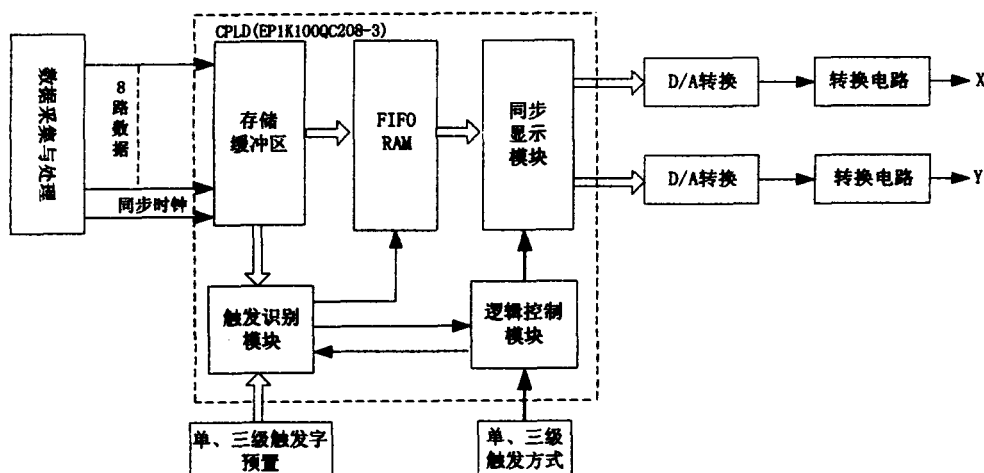 CPLD(EP1K100QC208-3)
数据采集与处理
8路数据
同步时钟
存储
缓冲区
FIFO
RAM
同步
显示
模块
D/A转换
转换电路
X
D/A转换
转换电路
Y
触发识别
模块
逻辑控制
模块
单、三级触发字
预置
单、三级
触发方式